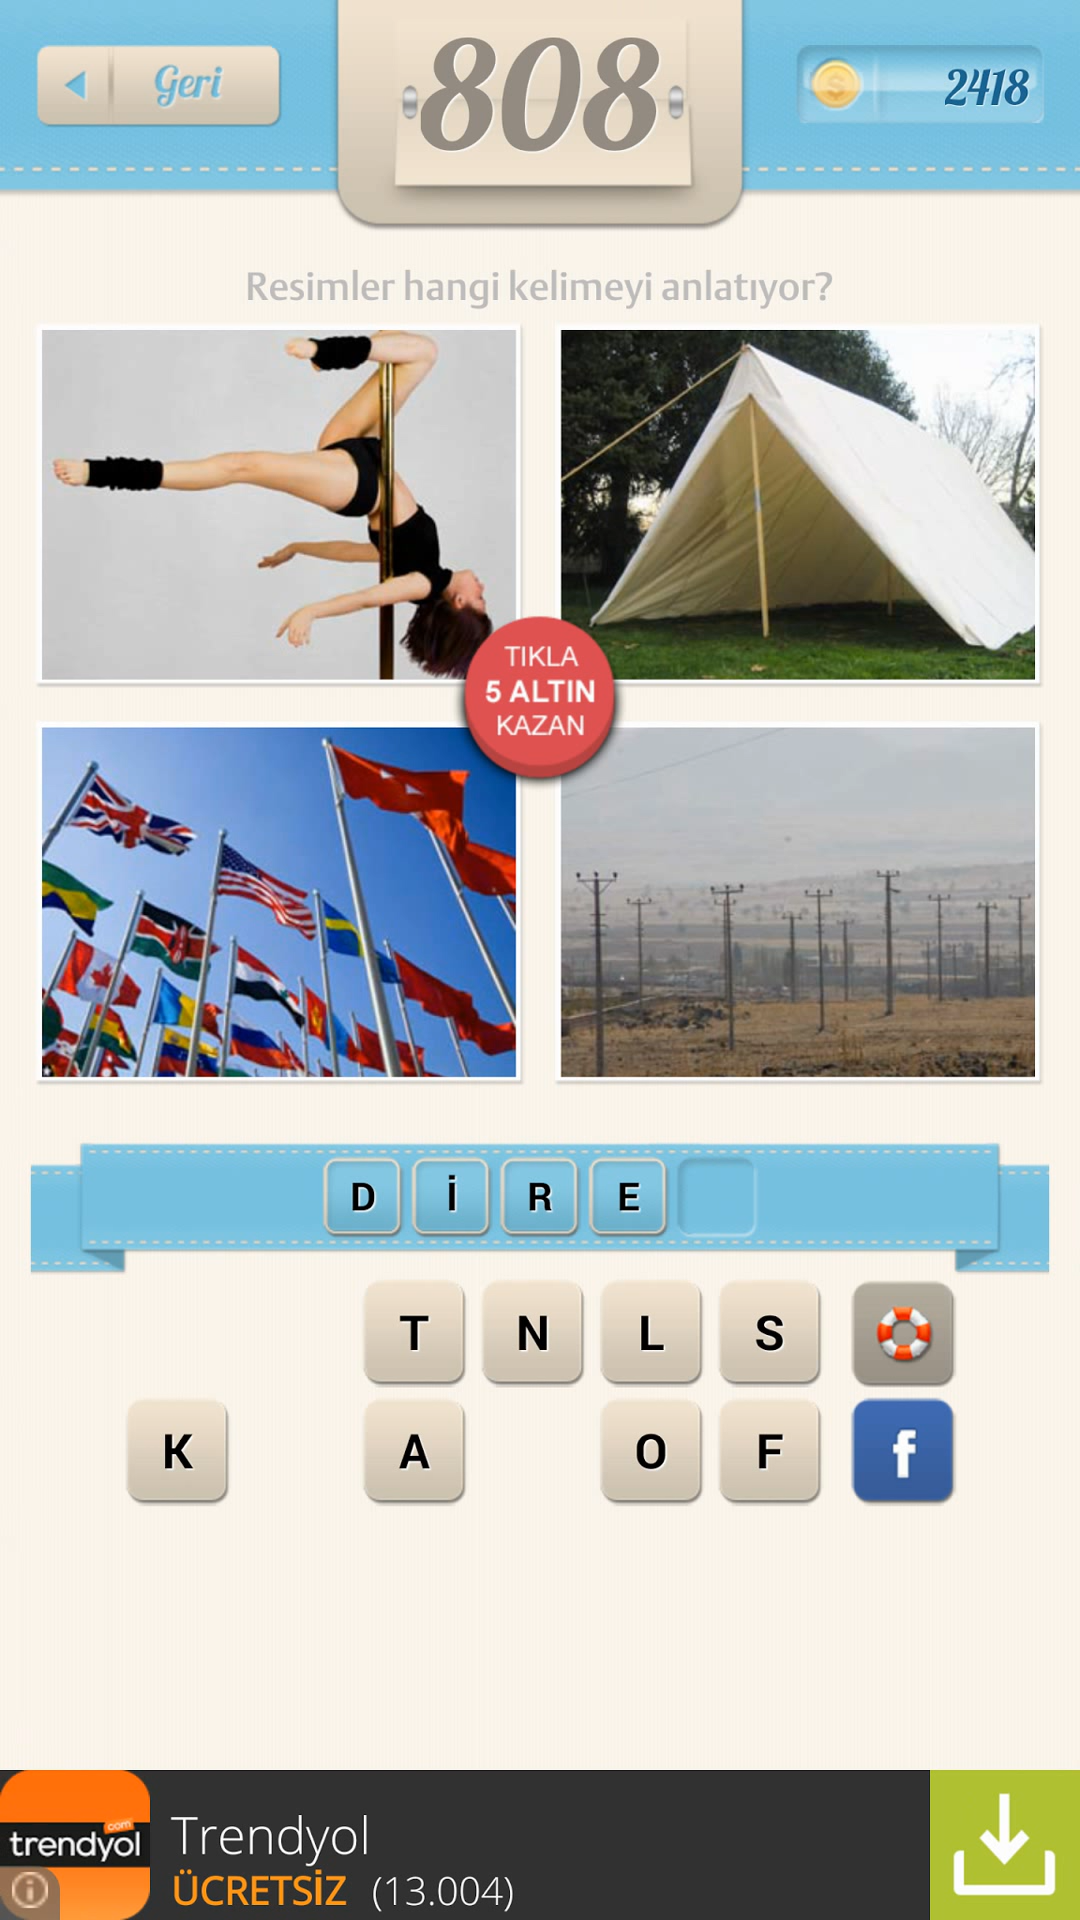 Geri
808
2418
Resimler hangi kelimeyi anlatıyor?
TIKLA
5 ALTIN
KAZAN
D İ R E
T N L S
K A O F
f
trendyol
com
Trendyol
ÜCRETSİZ (13.004)